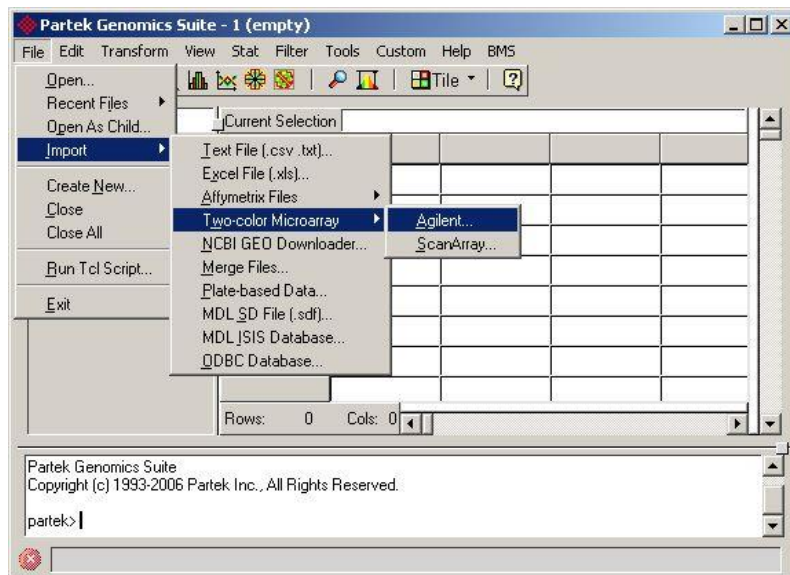 Partek Genomics Suite - 1 (empty)
File Edit Transform View Stat Filter Tools Custom Help BMS
Tile
Open...
Recent Files
Open As Child...
Import
Create New...
Close
Close All
Run Tcl Script...
Exit
Current Selection
Text File (.csv .txt)...
Excel File (.xls)...
Affymetrix Files
Two-color Microarray
NCBI GEO Downloader...
Merge Files...
Plate-based Data...
MDL SD File (.sdf)...
MDL ISIS Database...
ODBC Database...
Agilent...
ScanArray...
Rows: 0 Cols: 0
Partek Genomics Suite
Copyright (c) 1993-2006 Partek Inc., All Rights Reserved.
partek>